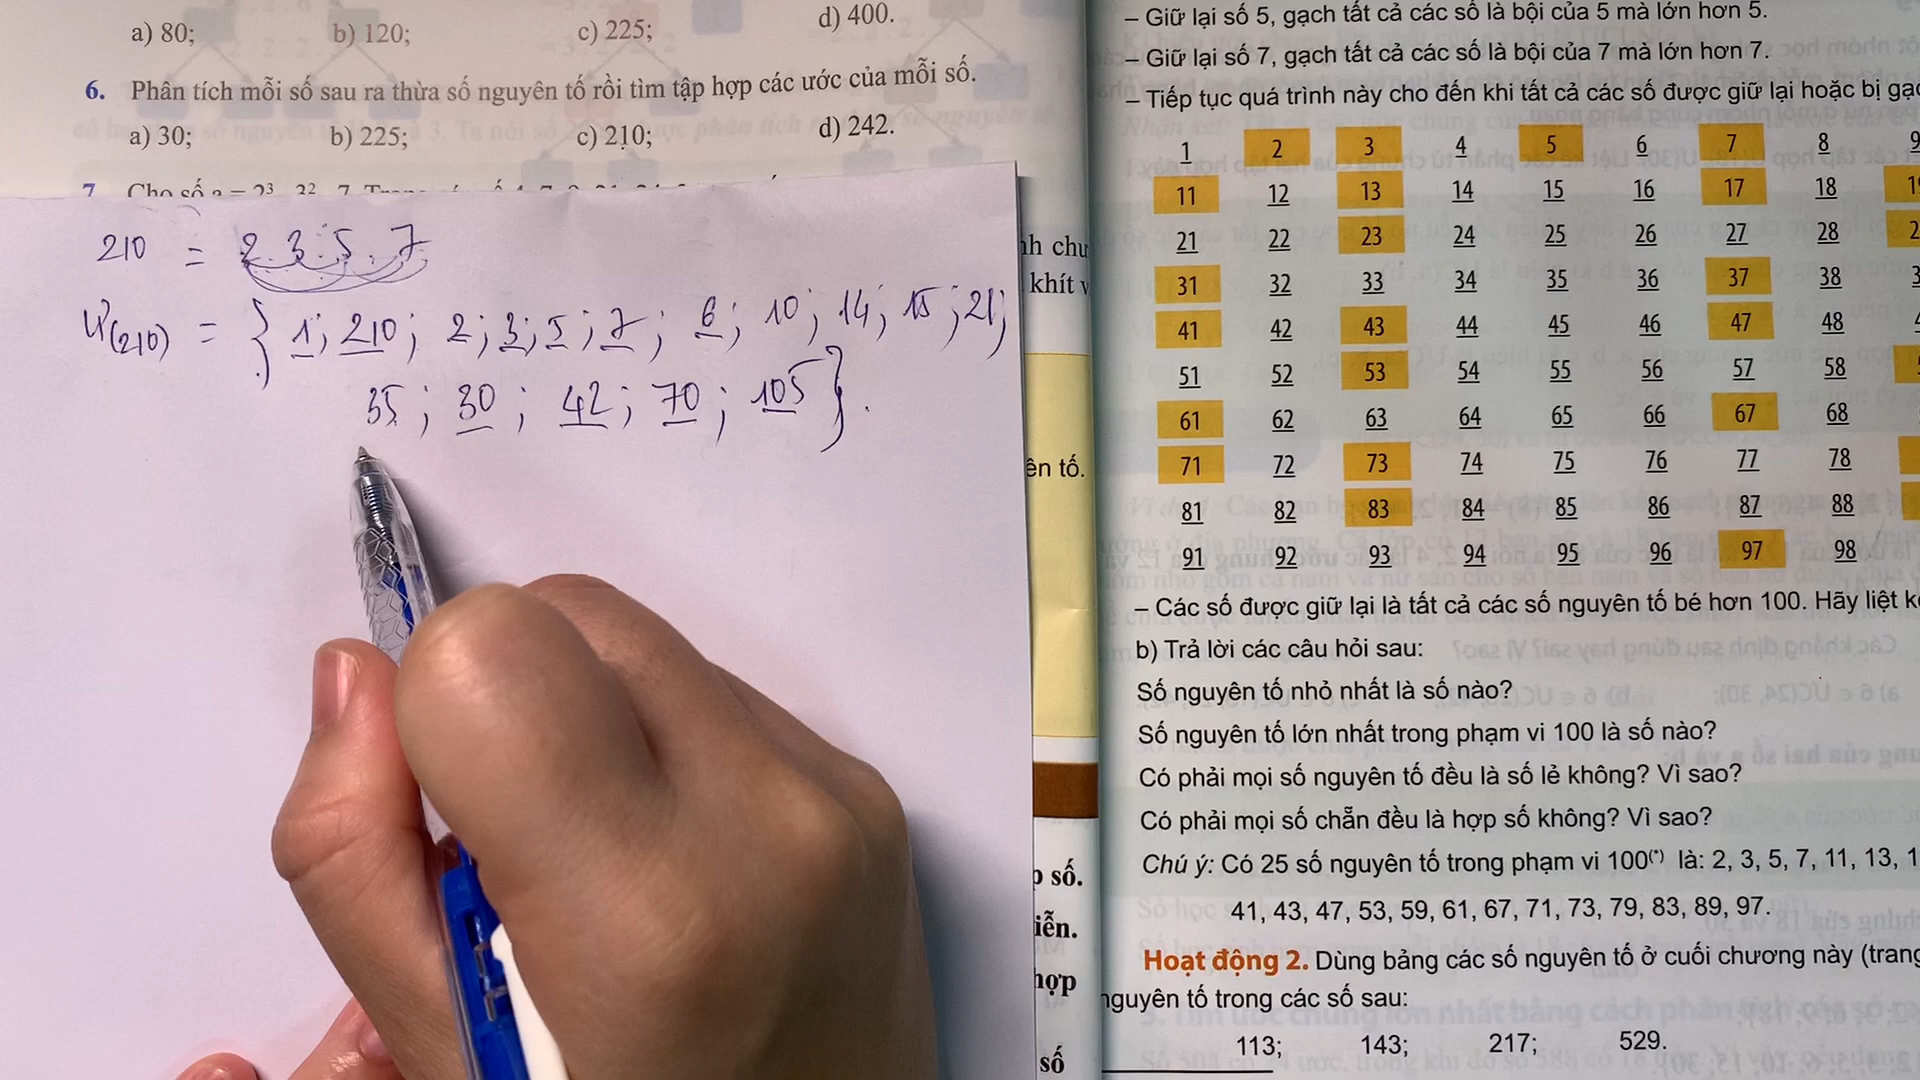 a) 80; b) 120; c) 225; d) 400.
6. Phân tích mỗi số sau ra thừa số nguyên tố rồi tìm tập hợp các ước của mỗi số.
a) 30; b) 225; c) 210; d) 242.
7. Cho số a = 2³ 3² 7.
210 = 2.3.5.7
Ư(210) = { 1; 210; 2; 3; 5; 7; 6; 10; 14; 15; 21;
35; 30; 42; 70; 105 }.
khít
ên tố.
số.
iễn.
hợp
số
– Giữ lại số 5, gạch tất cả các số là bội của 5 mà lớn hơn 5.
– Giữ lại số 7, gạch tất cả các số là bội của 7 mà lớn hơn 7.
– Tiếp tục quá trình này cho đến khi tất cả các số được giữ lại hoặc bị
1 2 3 4 5 6 7 8 9
11 12 13 14 15 16 17 18
21 22 23 24 25 26 27 28
31 32 33 34 35 36 37 38
41 42 43 44 45 46 47 48
51 52 53 54 55 56 57 58
61 62 63 64 65 66 67 68
71 72 73 74 75 76 77 78
81 82 83 84 85 86 87 88
91 92 93 94 95 96 97 98
– Các số được giữ lại là tất cả các số nguyên tố bé hơn 100. Hãy liệt
b) Trả lời các câu hỏi sau:
Số nguyên tố nhỏ nhất là số nào?
Số nguyên tố lớn nhất trong phạm vi 100 là số nào?
Có phải mọi số nguyên tố đều là số lẻ không? Vì sao?
Có phải mọi số chẵn đều là hợp số không? Vì sao?
Chú ý: Có 25 số nguyên tố trong phạm vi 100(*) là: 2, 3, 5, 7, 11, 13,
41, 43, 47, 53, 59, 61, 67, 71, 73, 79, 83, 89, 97.
Hoạt động 2. Dùng bảng các số nguyên tố ở cuối chương này
nguyên tố trong các số sau:
113; 143; 217; 529.